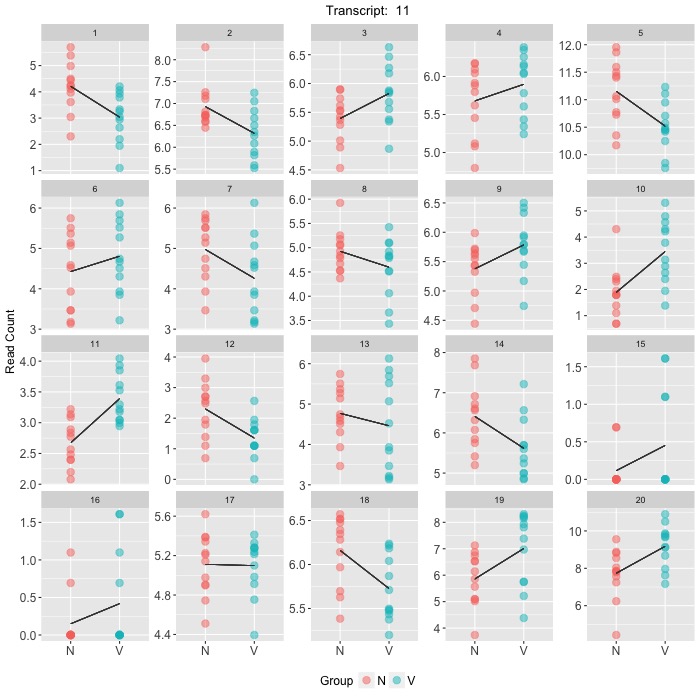 Transcript: 11
1 2 3 4 5
5 4 3 2 1
8.0 7.5 7.0 6.5 6.0 5.5
6.5 6.0 5.5 5.0 4.5
6.0 5.5 5.0
12.0 11.5 11.0 10.5 10.0
6 7 8 9 10
6 5 4 3
6 5 4 3
6.0 5.5 5.0 4.5 4.0 3.5
6.5 6.0 5.5 5.0 4.5
5 4 3 2 1
Read Count
11 12 13 14 15
4.0 3.5 3.0 2.5 2.0
4 3 2 1 0
6 5 4 3
8 7 6 5
1.5 1.0 0.5 0.0
16 17 18 19 20
1.5 1.0 0.5 0.0
5.6 5.2 4.8 4.4
6.5 6.0 5.5
8 7 6 5 4
10 8 6
N V N V N V N V N V
Group N V